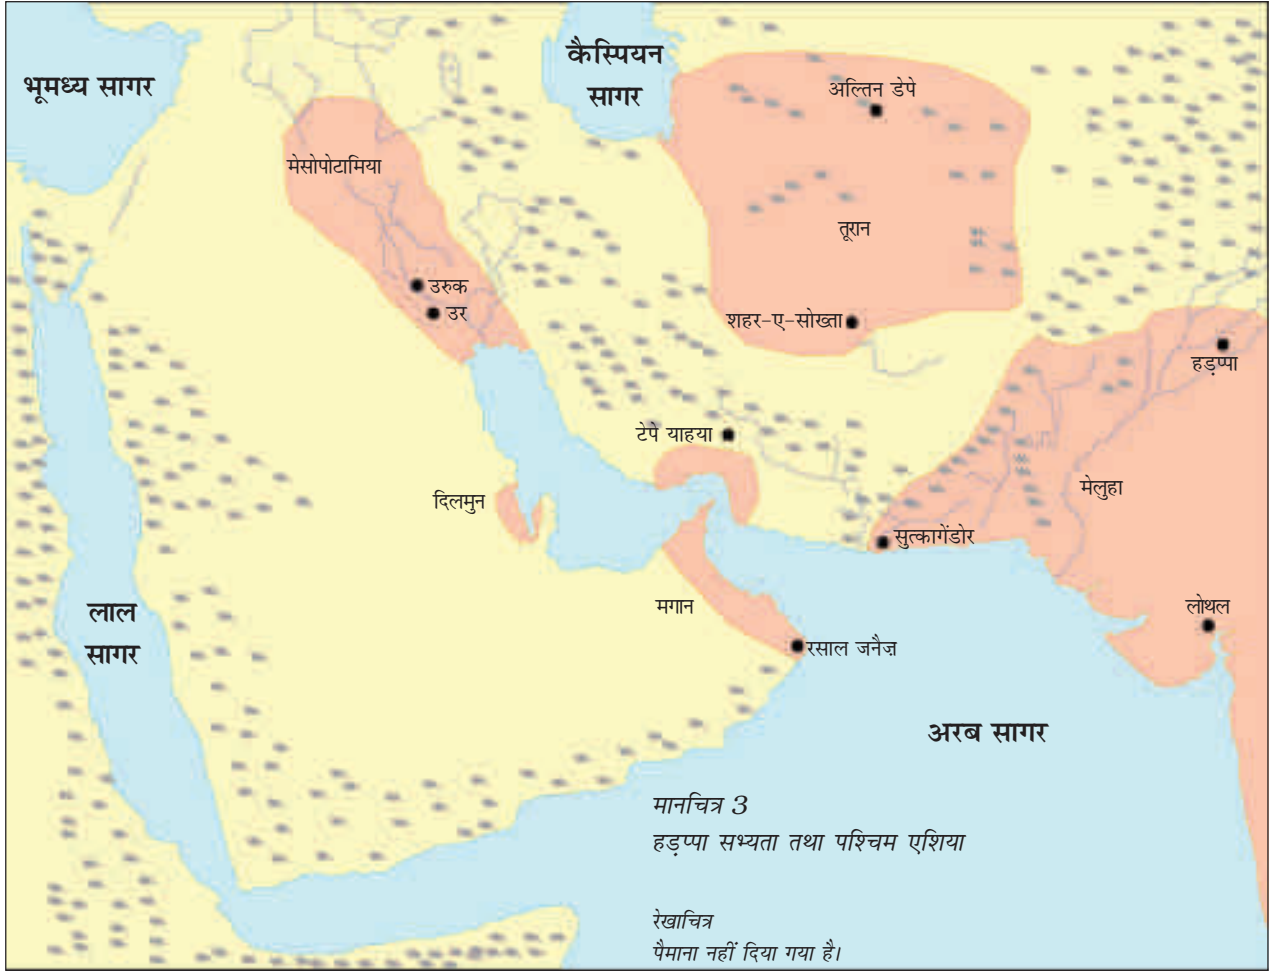 भूमध्य सागर
कैस्पियन
सागर
अल्तिन डेपे
मेसोपोटामिया
तूरान
उरुक
उर
शहर-ए-सोख्ता
हड़प्पा
टेपे याहया
दिलमुन
मेलुहा
सुत्कागेंडोर
लाल
सागर
मगान
लोथल
रसाल जनैज़
अरब सागर
मानचित्र 3
हड़प्पा सभ्यता तथा पश्चिम एशिया
रेखाचित्र
पैमाना नहीं दिया गया है।